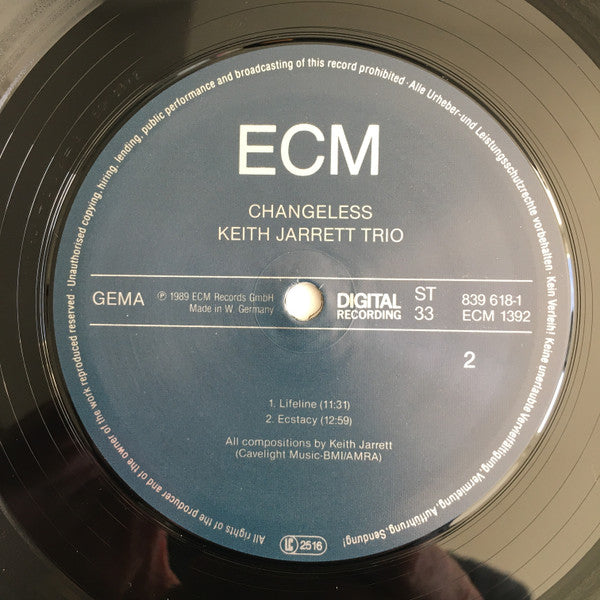 ECM
CHANGELESS
KEITH JARRETT TRIO
GEMA
℗ 1989 ECM Records GmbH
Made in W. Germany
DIGITAL
RECORDING
ST
33
839 618-1
ECM 1392
2
1. Lifeline (11:31)
2. Ecstacy (12:59)
All compositions by Keith Jarrett
(Cavelight Music-BMI/AMRA)
LC 2516
All rights of the producer and of the owner of the work reproduced reserved · Unauthorised copying, hiring, lending, public performance and broadcasting of this record prohibited · Alle Urheber-und Leistungsschutzrechte vorbehalten · Kein Verleih! Keine unerlaubte Vervielfältigung, Vermietung, Aufführung, Sendung!